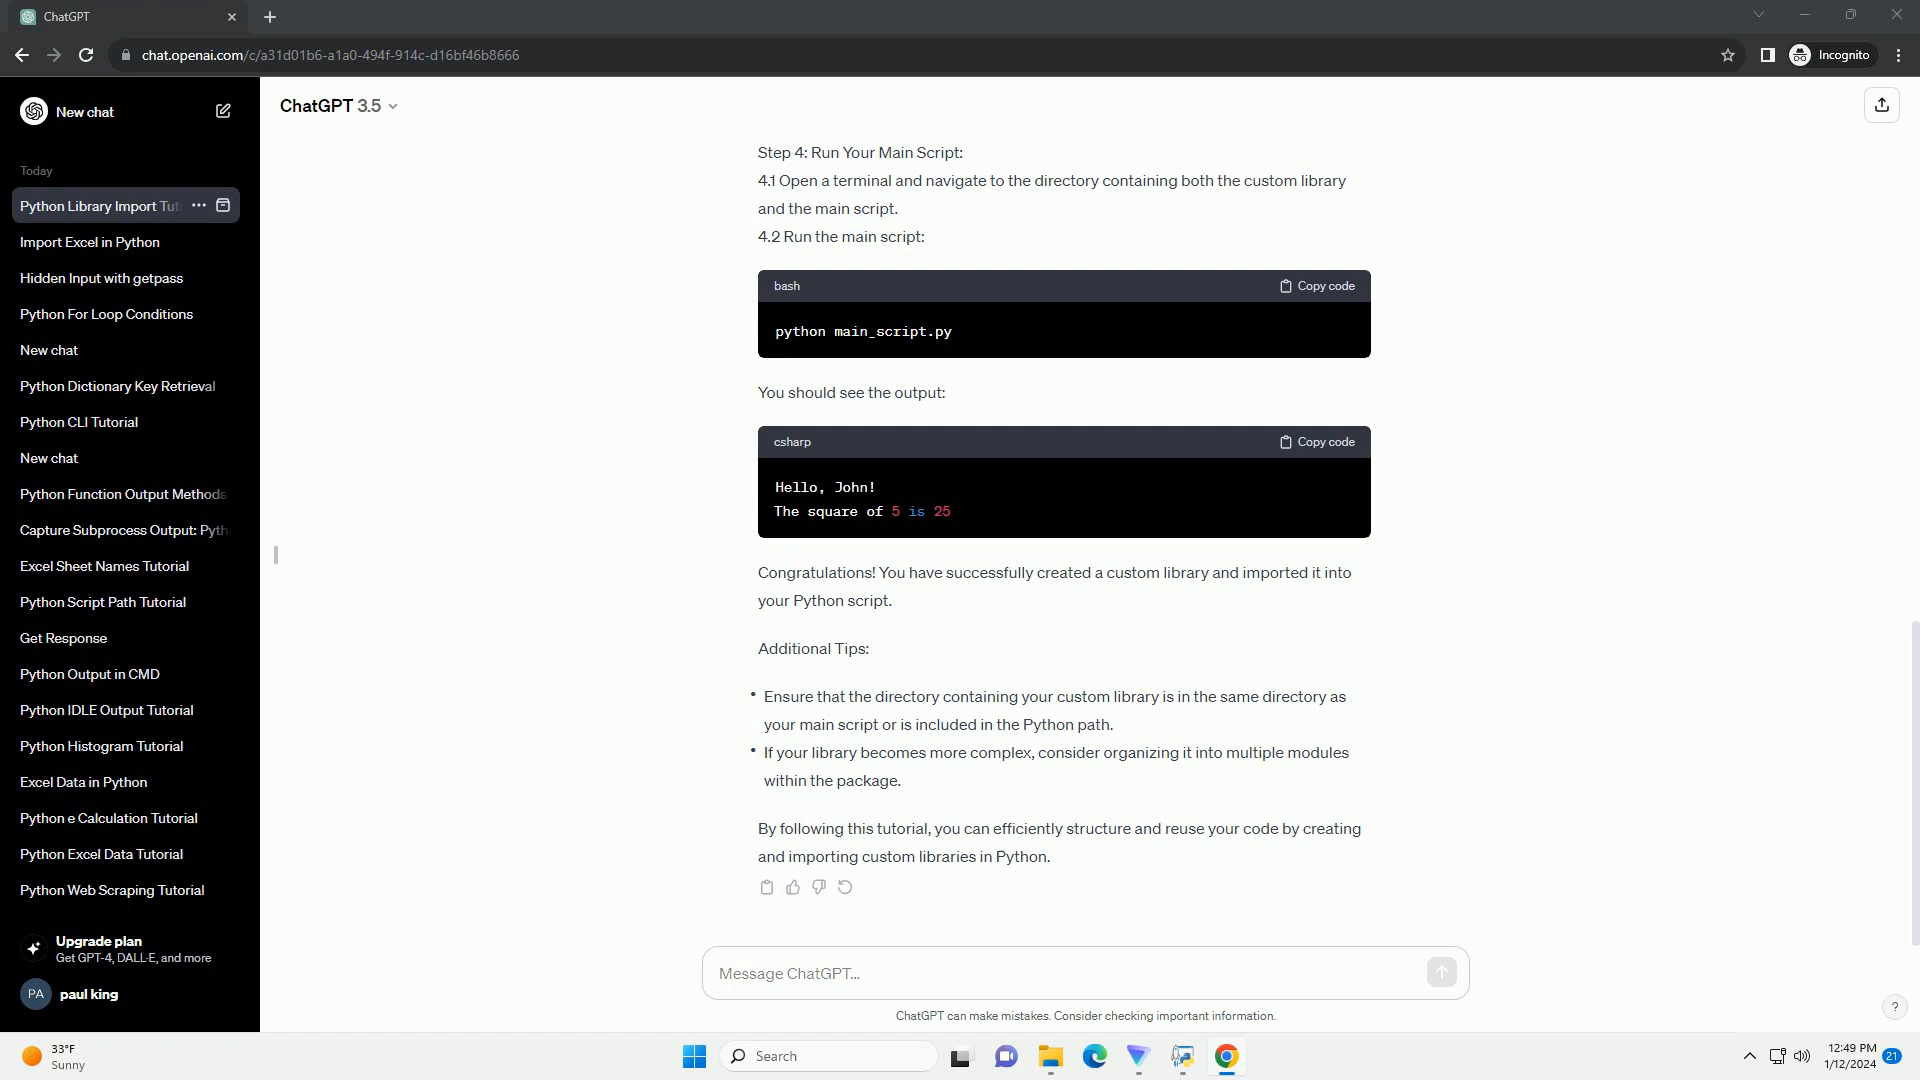 ChatGPT
chat.openai.com/c/a31d01b6-a1a0-494f-914c-d16bf46b8666
Incognito
New chat
Today
Python Library Import Tut
Import Excel in Python
Hidden Input with getpass
Python For Loop Conditions
New chat
Python Dictionary Key Retrieval
Python CLI Tutorial
New chat
Python Function Output Methods
Capture Subprocess Output: Pyth
Excel Sheet Names Tutorial
Python Script Path Tutorial
Get Response
Python Output in CMD
Python IDLE Output Tutorial
Python Histogram Tutorial
Excel Data in Python
Python e Calculation Tutorial
Python Excel Data Tutorial
Python Web Scraping Tutorial
Upgrade plan
Get GPT-4, DALL·E, and more
PA paul king
ChatGPT 3.5
Step 4: Run Your Main Script:
4.1 Open a terminal and navigate to the directory containing both the custom library
and the main script.
4.2 Run the main script:
bash Copy code
python main_script.py
You should see the output:
csharp Copy code
Hello, John!
The square of 5 is 25
Congratulations! You have successfully created a custom library and imported it into
your Python script.
Additional Tips:
• Ensure that the directory containing your custom library is in the same directory as
your main script or is included in the Python path.
• If your library becomes more complex, consider organizing it into multiple modules
within the package.
By following this tutorial, you can efficiently structure and reuse your code by creating
and importing custom libraries in Python.
Message ChatGPT...
ChatGPT can make mistakes. Consider checking important information.
?
33°F
Sunny
Search
12:49 PM
1/12/2024
21